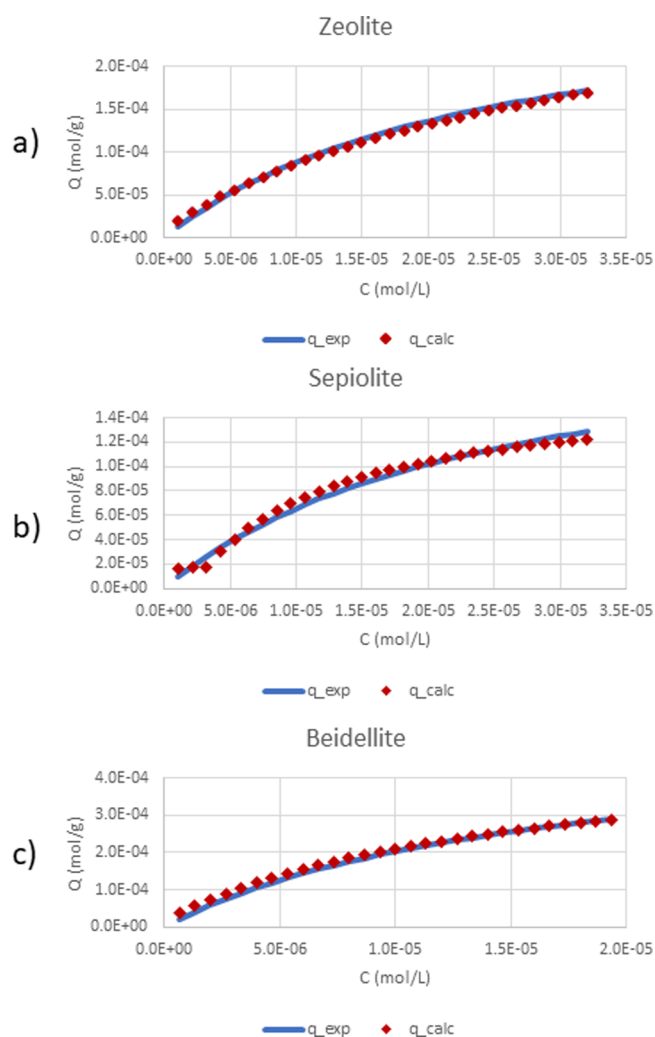 Zeolite
a)
Q (mol/g)
2.0E-04
1.5E-04
1.0E-04
5.0E-05
0.0E+00
0.0E+00 5.0E-06 1.0E-05 1.5E-05 2.0E-05 2.5E-05 3.0E-05 3.5E-05
C (mol/L)
q_exp q_calc
Sepiolite
b)
Q (mol/g)
1.4E-04
1.2E-04
1.0E-04
8.0E-05
6.0E-05
4.0E-05
2.0E-05
0.0E+00
0.0E+00 5.0E-06 1.0E-05 1.5E-05 2.0E-05 2.5E-05 3.0E-05 3.5E-05
C (mol/L)
q_exp q_calc
Beidellite
c)
Q (mol/g)
4.0E-04
3.0E-04
2.0E-04
1.0E-04
0.0E+00
0.0E+00 5.0E-06 1.0E-05 1.5E-05 2.0E-05
C (mol/L)
q_exp q_calc